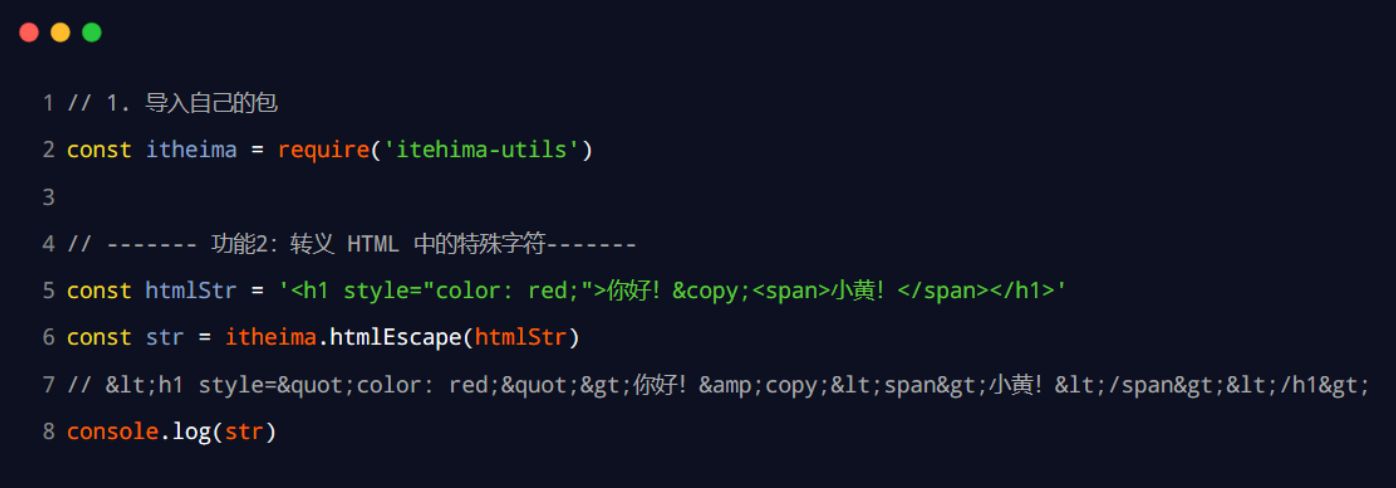 1 // 1. 导入自己的包
2 const itheima = require('itehima-utils')
3
4 // ------- 功能2：转义 HTML 中的特殊字符-------
5 const htmlStr = '<h1 style="color: red;">你好！&copy;<span>小黄！</span></h1>'
6 const str = itheima.htmlEscape(htmlStr)
7 // &lt;h1 style=&quot;color: red;&quot;&gt;你好！&amp;copy;&lt;span&gt;小黄！&lt;/span&gt;&lt;/h1&gt;
8 console.log(str)